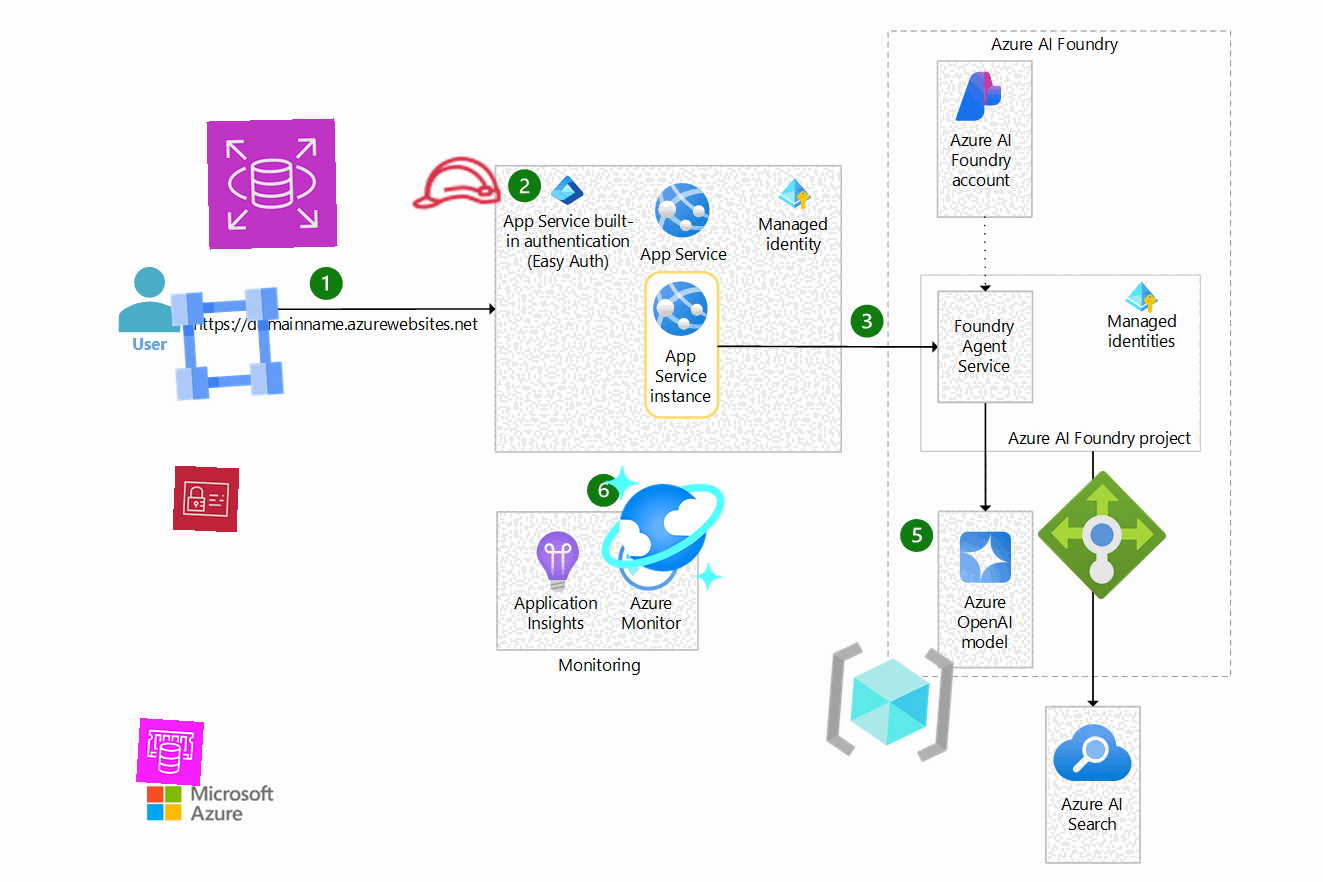 Azure AI Foundry
Azure AI
Foundry
account
1
User
https://domainname.azurewebsites.net
2
App Service built-
in authentication
(Easy Auth)
App Service
Managed
identity
App
Service
instance
3
Foundry
Agent
Service
Managed
identities
Azure AI Foundry project
5
Azure
OpenAI
model
6
Application
Insights
Azure
Monitor
Monitoring
Azure AI
Search
Microsoft
Azure